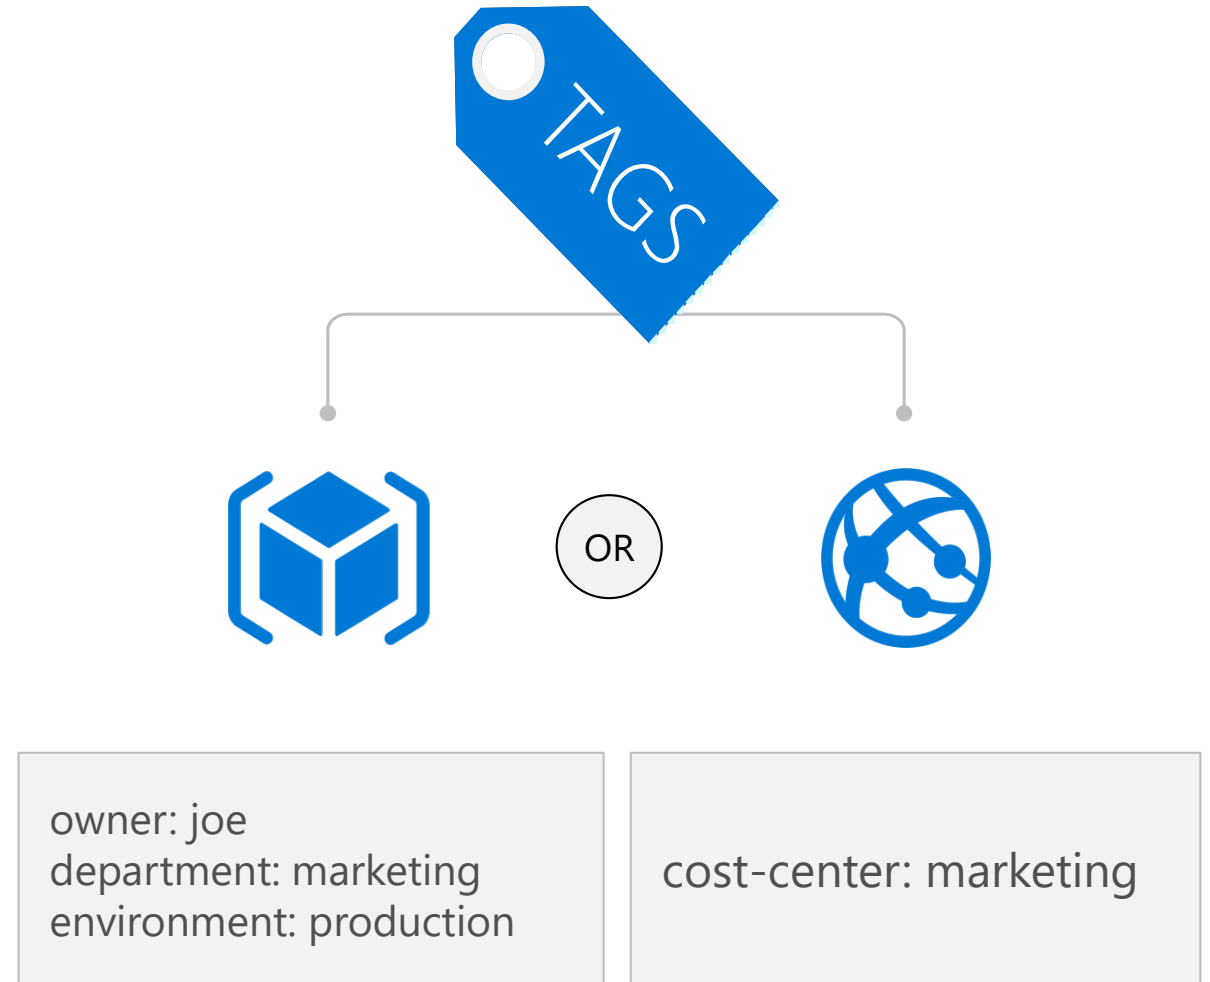 TAGS
OR
owner: joe
department: marketing
environment: production
cost-center: marketing